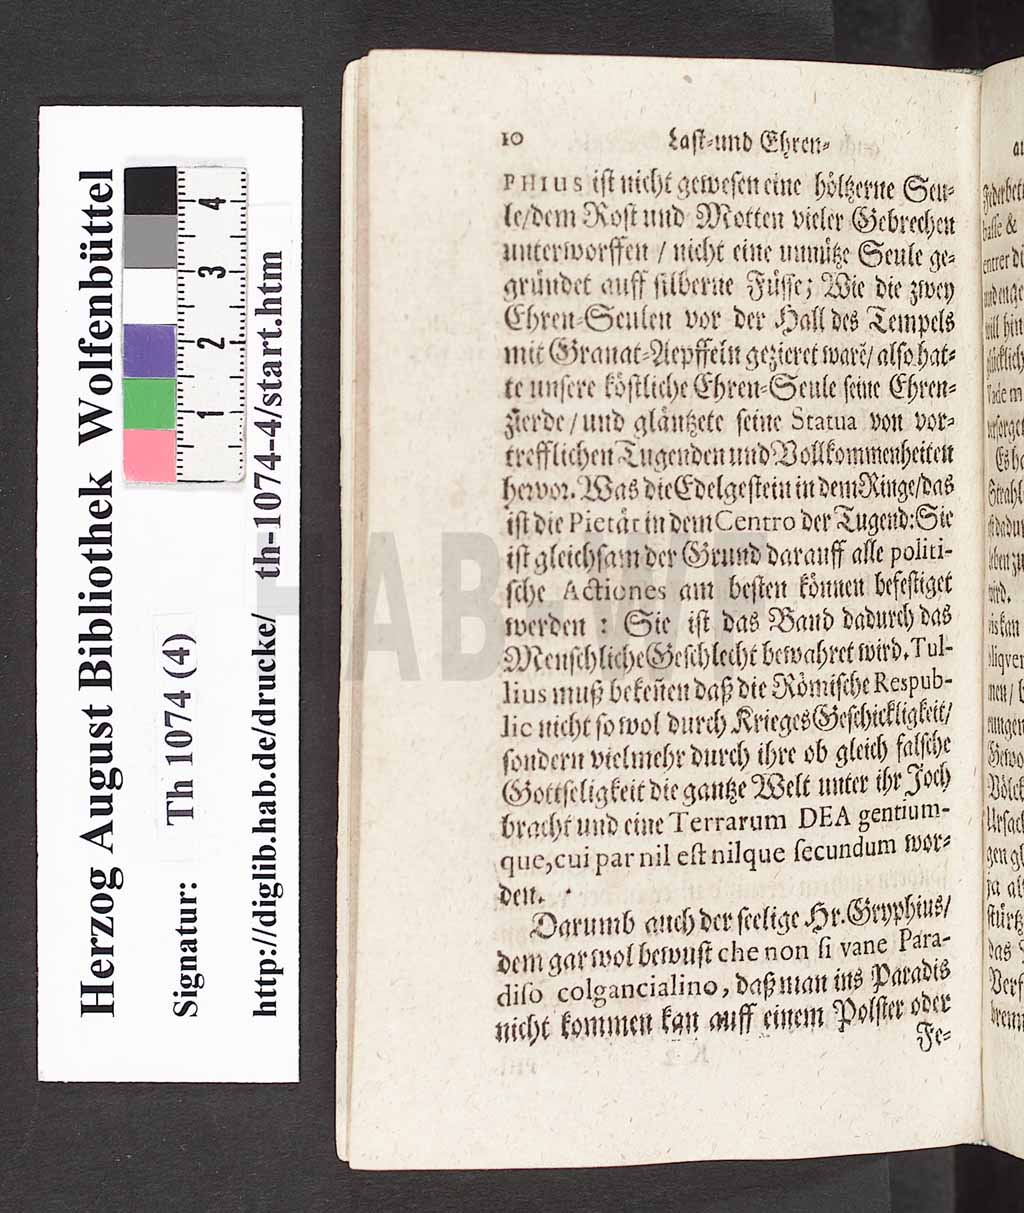 Herzog August Bibliothek Wolfenbüttel
Signatur: Th 1074 (4)
http://diglib.hab.de/drucke/ th-1074-4/start.htm
1 2 3 4
10 Last-und Ehren-
PHIUS ist nicht gewesen eine höltzerne Seu-
le/dem Rost und Motten vieler Gebrechen
unterworffen / nicht eine unnütze Seule ge-
gründet auff silberne Füsse; Wie die zwey
Ehren-Seulen vor der Hall des Tempels
mit Granat-Aepffeln gezieret warẽ/ also hat-
te unsere köstliche Ehren-Seule seine Ehren-
zierde/und gläntzete seine Statua von vor-
trefflichen Tugenden und Vollkommenheiten
hervor. Was die Edelgestein in dem Ringe/das
ist die Pietät in dem Centro der Tugend: Sie
ist gleichsam der Grund darauff alle politi-
sche Actiones am besten können befestiget
werden : Sie ist das Band dadurch das
Menschliche Geschlecht bewahret wird. Tul-
lius muß bekeñen daß die Römische Respub-
lic nicht so wol durch Krieges Geschickligkeit/
sondern vielmehr durch ihre ob gleich falsche
Gottseligkeit die gantze Welt unter ihr Joch
bracht und eine Terrarum DEA gentium-
que, cui par nil est nilque secundum wor-
den.
Darumb auch der seelige Hr. Gryphius/
dem gar wol bewust che non si vane Para-
diso colgancialino, daß man ins Paradis
nicht kommen kan auff einem Polster oder
Fe-
HAB